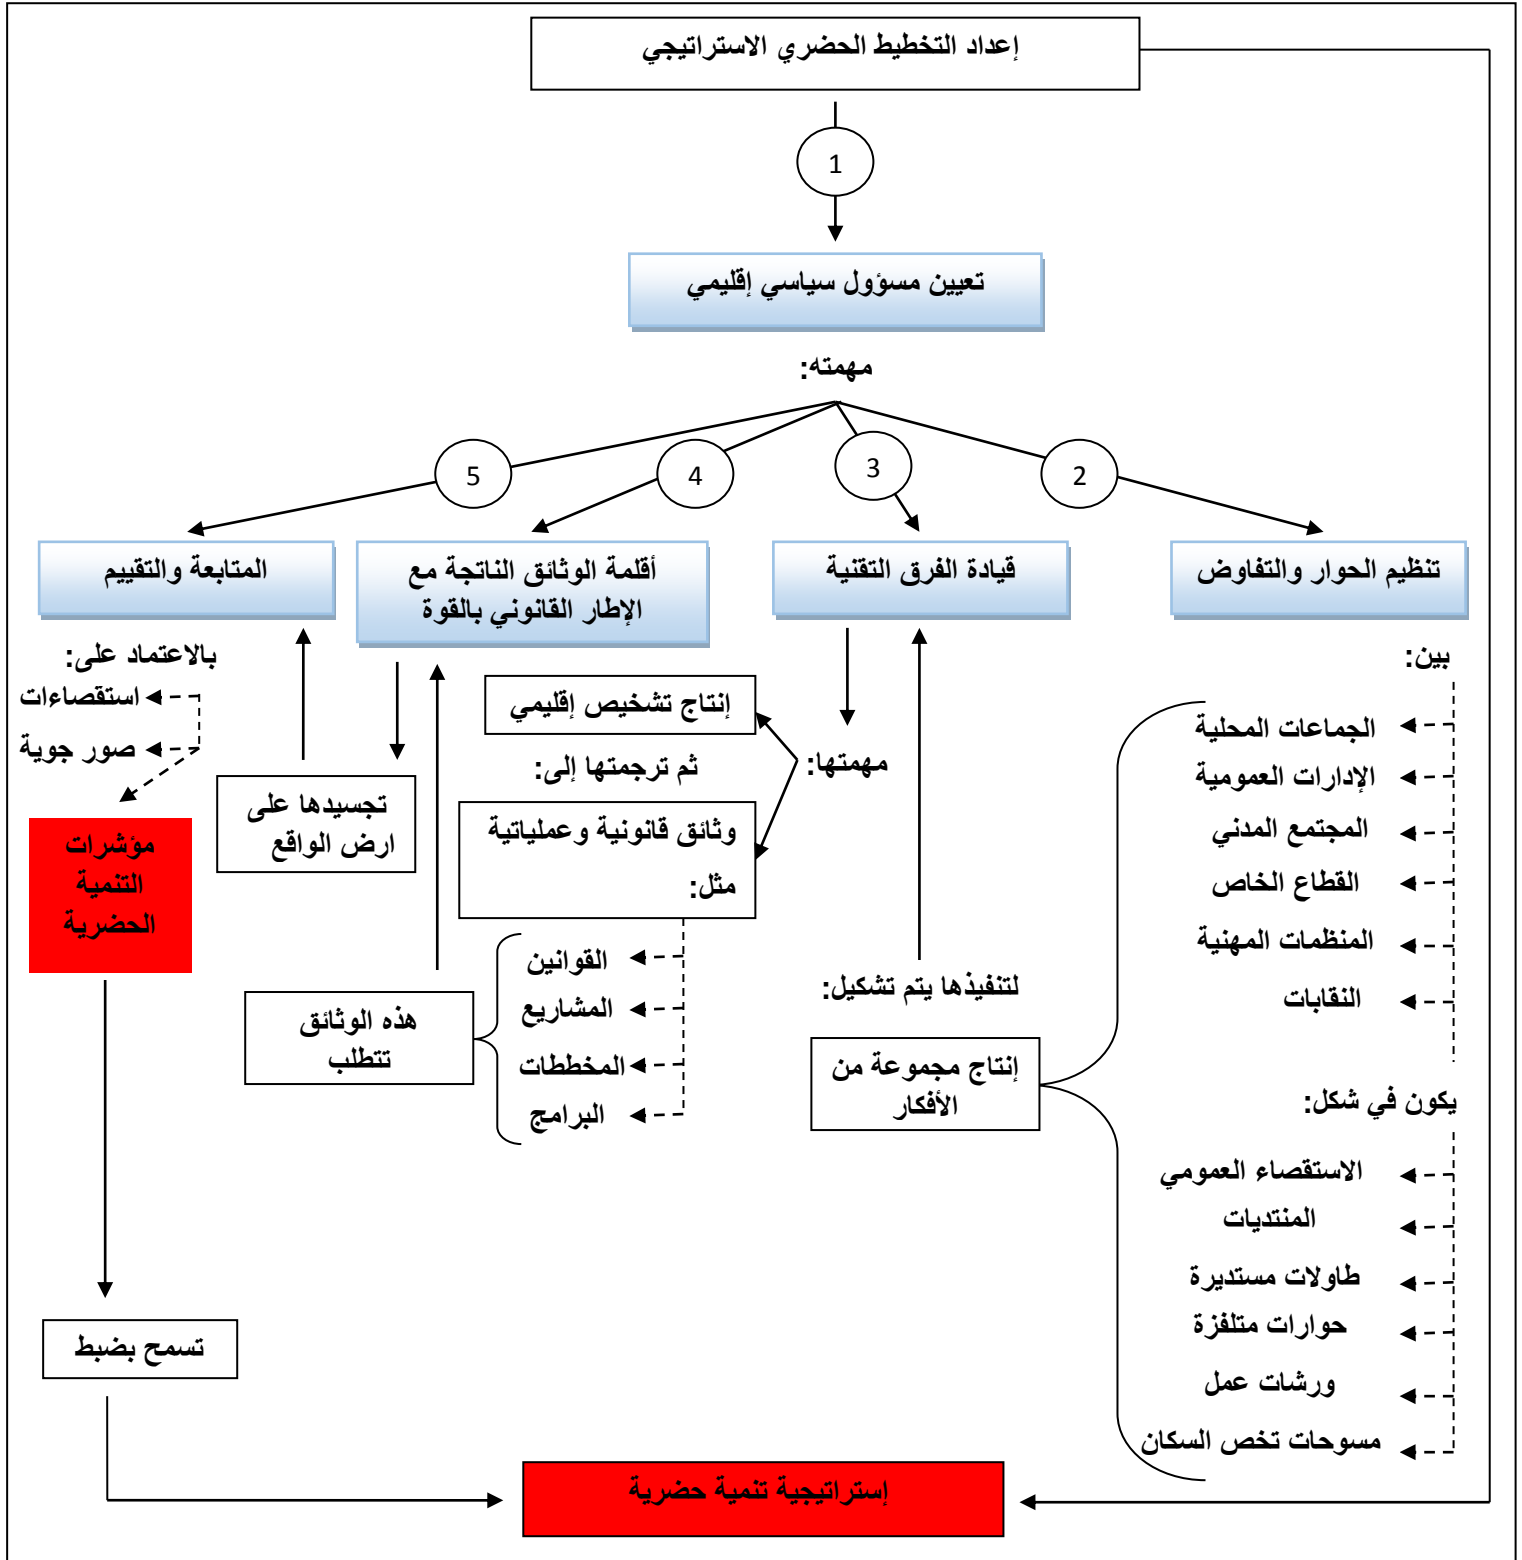 إعداد التخطيط الحضري الاستراتيجي
1
تعيين مسؤول سياسي إقليمي
مهمته:
2
3
4
5
تنظيم الحوار والتفاوض
قيادة الفرق التقنية
أقلمة الوثائق الناتجة مع
الإطار القانوني بالقوة
المتابعة والتقييم
بين:
الجماعات المحلية
الإدارات العمومية
المجتمع المدني
القطاع الخاص
المنظمات المهنية
النقابات
يكون في شكل:
الاستقصاء العمومي
المنتديات
طاولات مستديرة
حوارات متلفزة
ورشات عمل
مسوحات تخص السكان
إنتاج مجموعة من
الأفكار
لتنفيذها يتم تشكيل:
مهمتها:
إنتاج تشخيص إقليمي
ثم ترجمتها إلى:
وثائق قانونية وعملياتية
مثل:
القوانين
المشاريع
المخططات
البرامج
هذه الوثائق
تتطلب
تجسيدها على
ارض الواقع
بالاعتماد على:
استقصاءات
صور جوية
مؤشرات
التنمية
الحضرية
تسمح بضبط
إستراتيجية تنمية حضرية